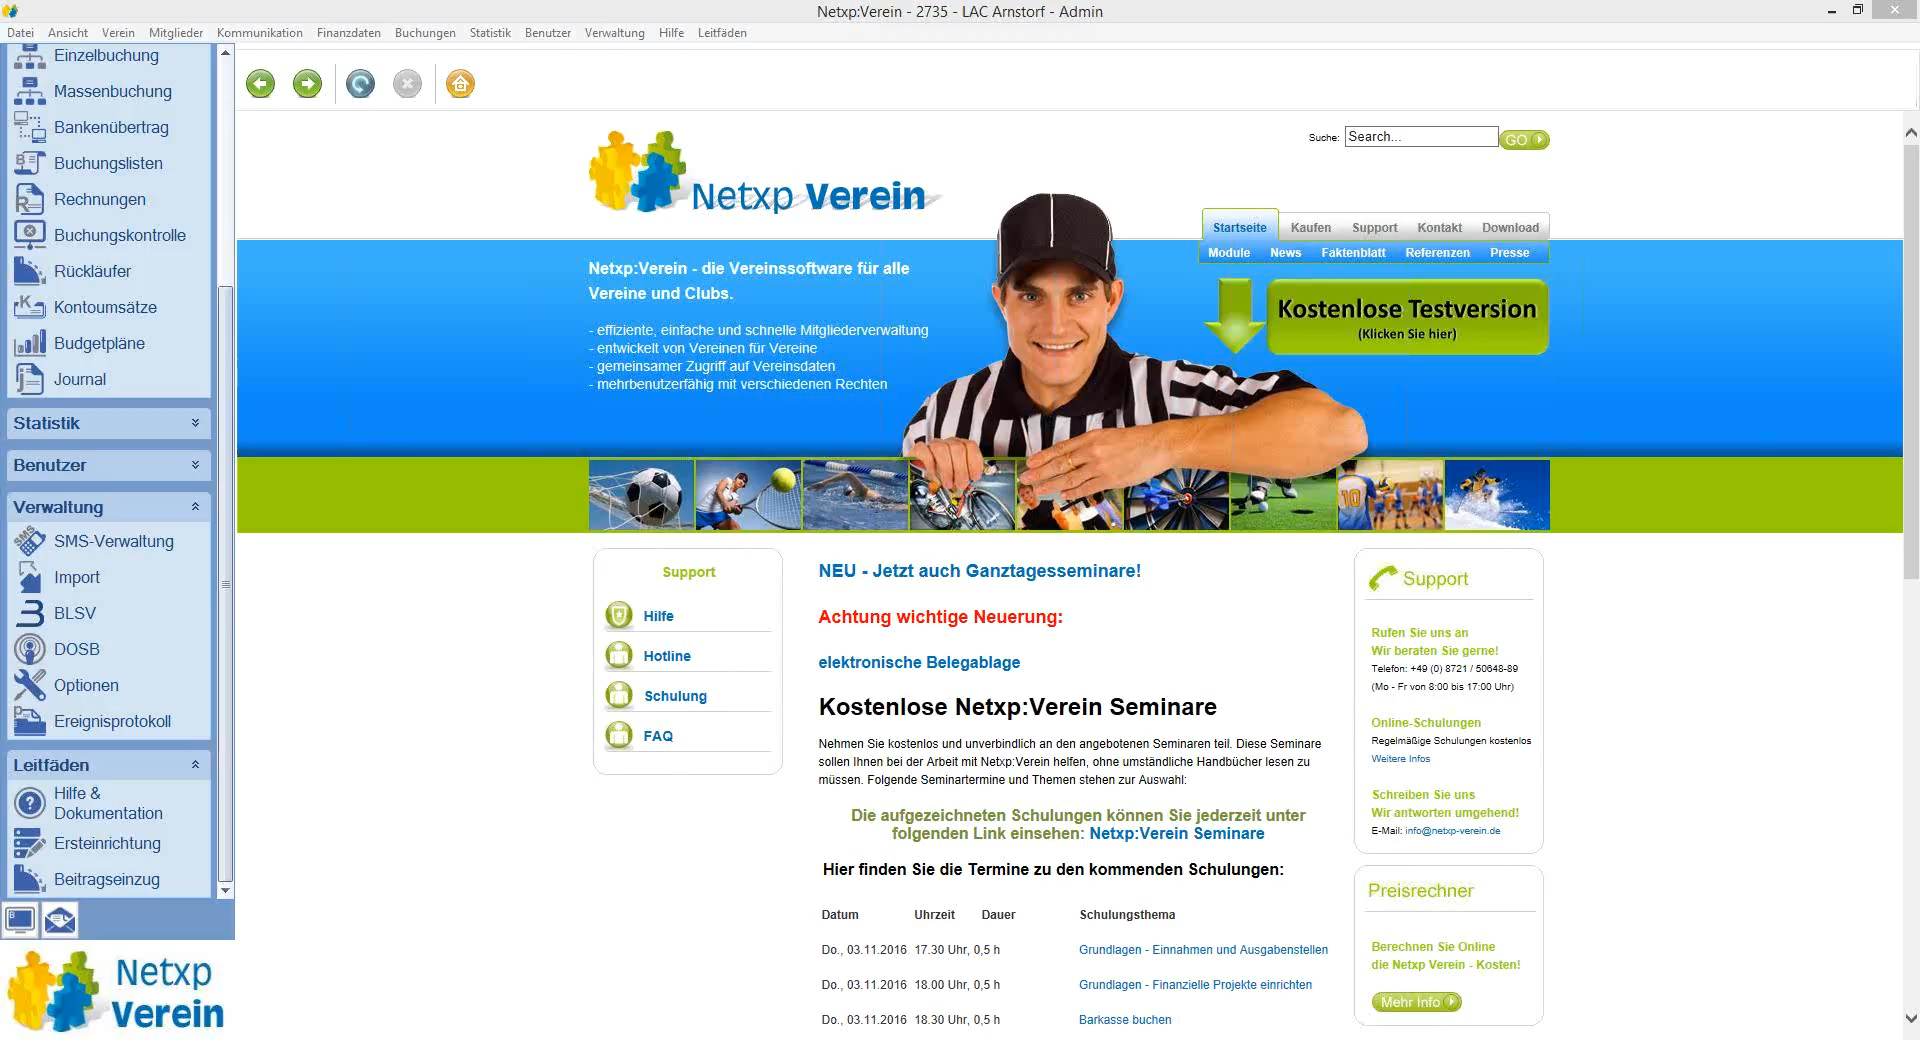 Netxp:Verein - 2735 - LAC Arnstorf - Admin
Datei Ansicht Verein Mitglieder Kommunikation Finanzdaten Buchungen Statistik Benutzer Verwaltung Hilfe Leitfäden
Einzelbuchung
Massenbuchung
Bankenübertrag
Buchungslisten
Rechnungen
Buchungskontrolle
Rückläufer
Kontoumsätze
Budgetpläne
Journal
Statistik
Benutzer
Verwaltung
SMS-Verwaltung
Import
BLSV
DOSB
Optionen
Ereignisprotokoll
Leitfäden
Hilfe &
Dokumentation
Ersteinrichtung
Beitragseinzug
Netxp
Verein
Suche: Search... GO
Netxp Verein
Startseite Kaufen Support Kontakt Download
Module News Faktenblatt Referenzen Presse
Netxp:Verein - die Vereinssoftware für alle
Vereine und Clubs.
- effiziente, einfache und schnelle Mitgliederverwaltung
- entwickelt von Vereinen für Vereine
- gemeinsamer Zugriff auf Vereinsdaten
- mehrbenutzerfähig mit verschiedenen Rechten
Kostenlose Testversion
(Klicken Sie hier)
10
Support
Hilfe
Hotline
Schulung
FAQ
NEU - Jetzt auch Ganztagesseminare!
Achtung wichtige Neuerung:
elektronische Belegablage
Kostenlose Netxp:Verein Seminare
Nehmen Sie kostenlos und unverbindlich an den angebotenen Seminaren teil. Diese Seminare
sollen Ihnen bei der Arbeit mit Netxp:Verein helfen, ohne umständliche Handbücher lesen zu
müssen. Folgende Seminartermine und Themen stehen zur Auswahl:
Die aufgezeichneten Schulungen können Sie jederzeit unter
folgenden Link einsehen: Netxp:Verein Seminare
Hier finden Sie die Termine zu den kommenden Schulungen:
Datum Uhrzeit Dauer Schulungsthema
Do., 03.11.2016 17.30 Uhr, 0,5 h Grundlagen - Einnahmen und Ausgabenstellen
Do., 03.11.2016 18.00 Uhr, 0,5 h Grundlagen - Finanzielle Projekte einrichten
Do., 03.11.2016 18.30 Uhr, 0,5 h Barkasse buchen
Support
Rufen Sie uns an
Wir beraten Sie gerne!
Telefon: +49 (0) 8721 / 50648-89
(Mo - Fr von 8:00 bis 17:00 Uhr)
Online-Schulungen
Regelmäßige Schulungen kostenlos
Weitere Infos
Schreiben Sie uns
Wir antworten umgehend!
E-Mail: info@netxp-verein.de
Preisrechner
Berechnen Sie Online
die Netxp Verein - Kosten!
Mehr Info